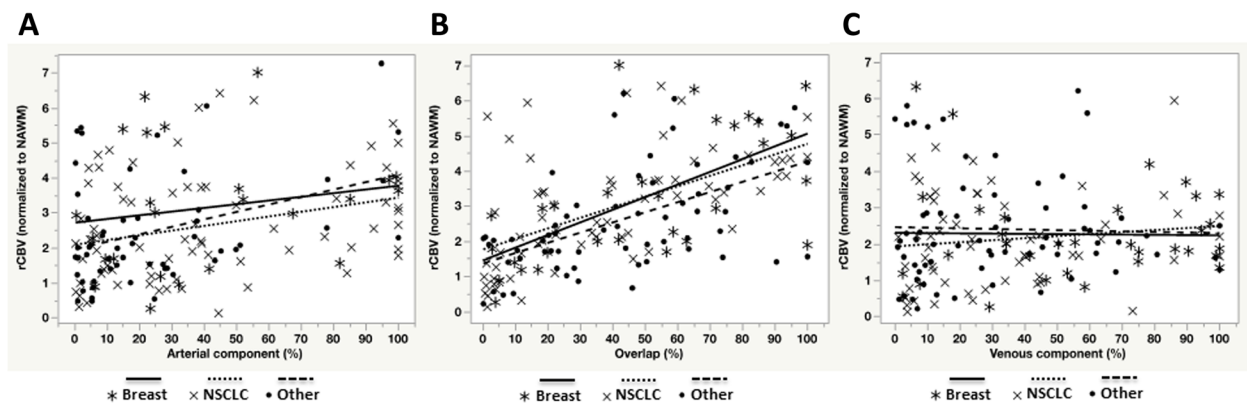 A
B
C
rCBV (normalized to NAWM)
7
6
5
4
3
2
1
0
0 10 20 30 40 50 60 70 80 90 100
Arterial component (%)
Breast NSCLC Other
rCBV (normalized to NAWM)
7
6
5
4
3
2
1
0
0 10 20 30 40 50 60 70 80 90 100
Overlap (%)
Breast NSCLC Other
rCBV (normalized to NAWM)
7
6
5
4
3
2
1
0
0 10 20 30 40 50 60 70 80 90 100
Venous component (%)
Breast NSCLC Other